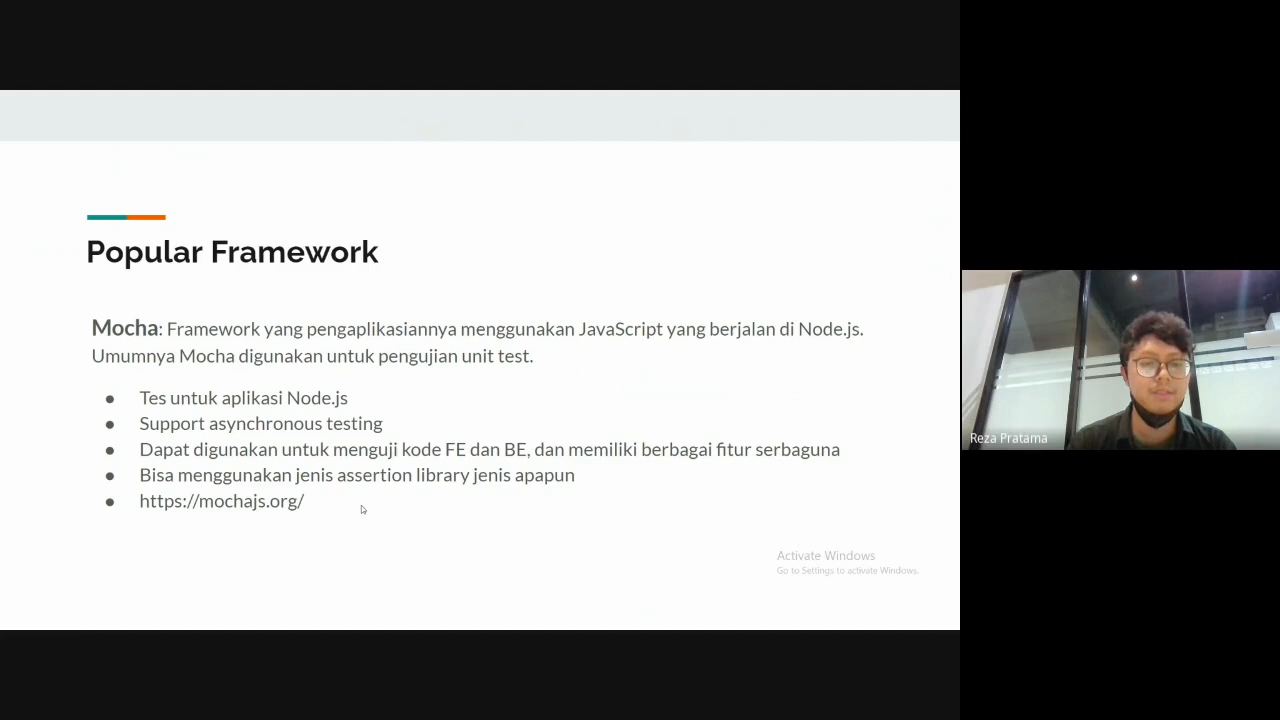 Popular Framework
Mocha: Framework yang pengaplikasiannya menggunakan JavaScript yang berjalan di Node.js.
Umumnya Mocha digunakan untuk pengujian unit test.
● Tes untuk aplikasi Node.js
● Support asynchronous testing
● Dapat digunakan untuk menguji kode FE dan BE, dan memiliki berbagai fitur serbaguna
● Bisa menggunakan jenis assertion library jenis apapun
● https://mochajs.org/
Activate Windows
Go to Settings to activate Windows.
Reza Pratama